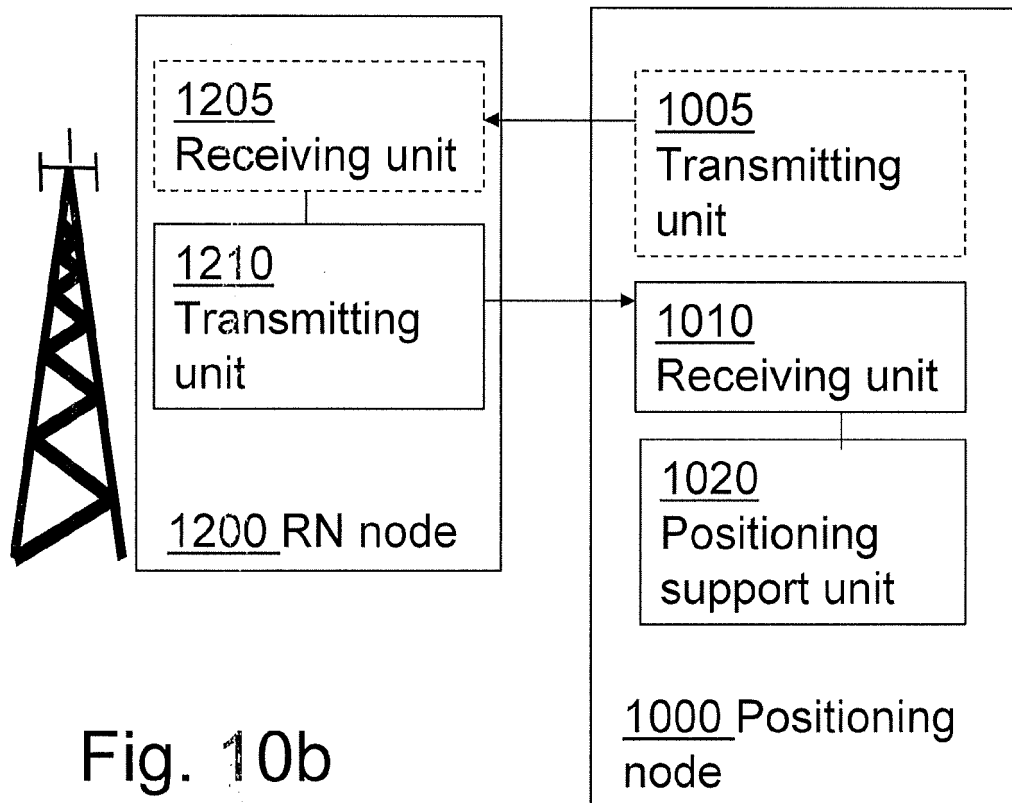 1205
Receiving unit
1210
Transmitting
unit
1200 RN node
1005
Transmitting
unit
1010
Receiving unit
1020
Positioning
support unit
1000 Positioning
node
Fig. 10b